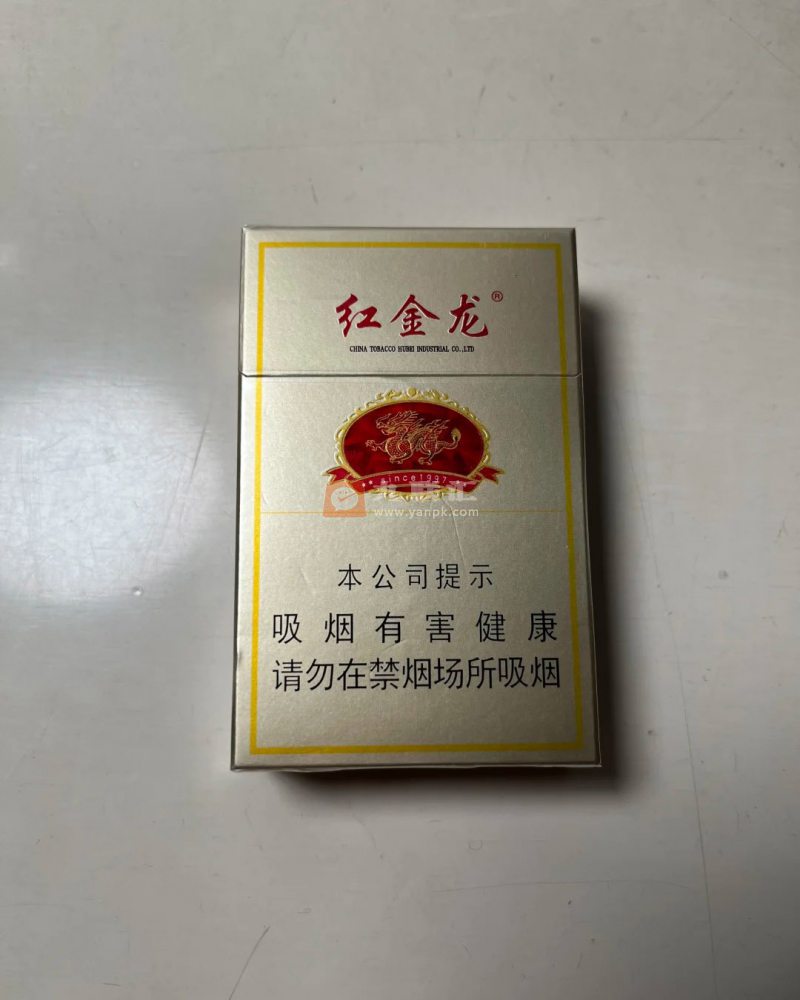 红金龙®
CHINA TOBACCO HUBEI INDUSTRIAL CO.,LTD
since1997
www.yanpk.com
本公司提示
吸烟有害健康
请勿在禁烟场所吸烟